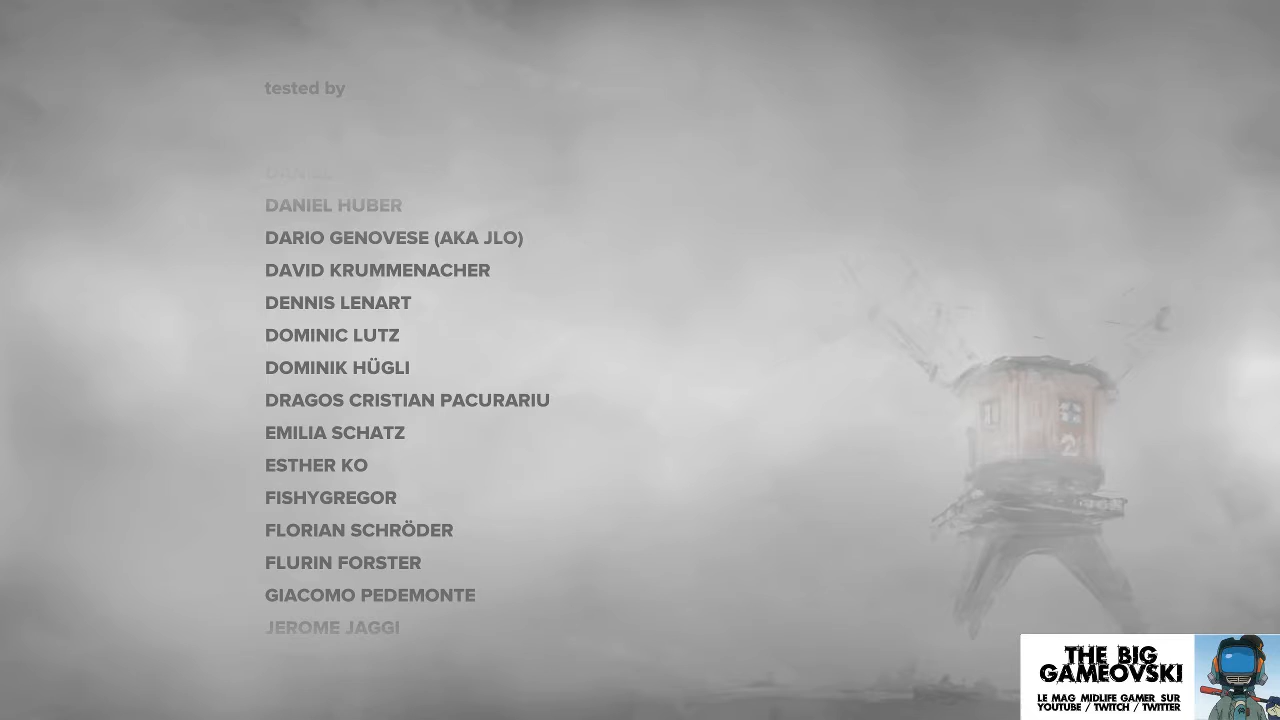 tested by
DANIEL
DANIEL HUBER
DARIO GENOVESE (AKA JLO)
DAVID KRUMMENACHER
DENNIS LENART
DOMINIC LUTZ
DOMINIK HÜGLI
DRAGOS CRISTIAN PACURARIU
EMILIA SCHATZ
ESTHER KO
FISHYGREGOR
FLORIAN SCHRÖDER
FLURIN FORSTER
GIACOMO PEDEMONTE
JEROME JAGGI
2
THE BIG
GAMEOVSKI
LE MAG MIDLIFE GAMER SUR
YOUTUBE / TWITCH / TWITTER